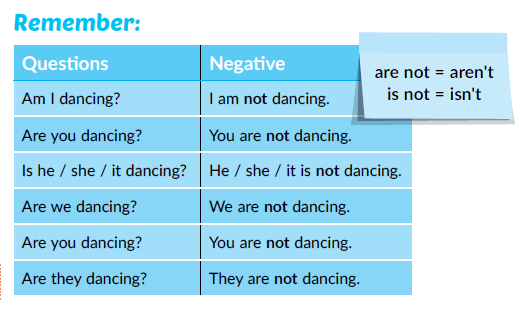 Remember:
Questions Negative
are not = aren't
is not = isn't
Am I dancing? I am not dancing.
Are you dancing? You are not dancing.
Is he / she / it dancing? He / she / it is not dancing.
Are we dancing? We are not dancing.
Are you dancing? You are not dancing.
Are they dancing? They are not dancing.